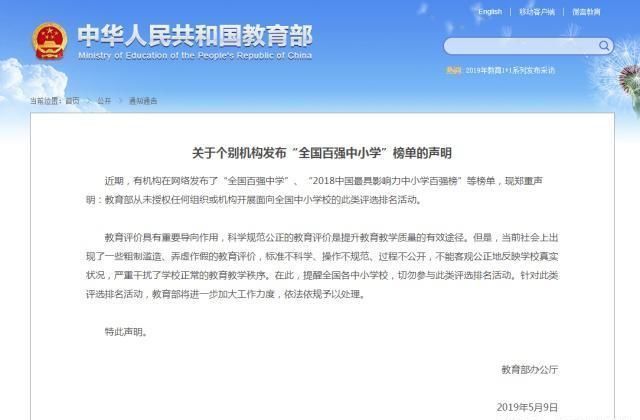 English | 移动客户端 | 微言教育
中华人民共和国教育部
Ministry of Education of the People's Republic of China
热词: 2019年教育1+1系列发布采访
当前位置: 首页 > 公开 > 通知通告
关于个别机构发布“全国百强中小学”榜单的声明
近期,有机构在网络发布了“全国百强中学”、“2018中国最具影响力中小学百强榜”等榜单,现郑重声
明:教育部从未授权任何组织或机构开展面向全国中小学校的此类评选排名活动。
教育评价具有重要导向作用,科学规范公正的教育评价是提升教育教学质量的有效途径。但是,当前社会上出
现了一些粗制滥造、弄虚作假的教育评价,标准不科学、操作不规范、过程不公开,不能客观公正地反映学校真实
状况,严重干扰了学校正常的教育教学秩序。在此,提醒全国各中小学校,切勿参与此类评选排名活动。针对此类
评选排名活动,教育部将进一步加大工作力度,依法依规予以处理。
特此声明。
教育部办公厅
2019年5月9日